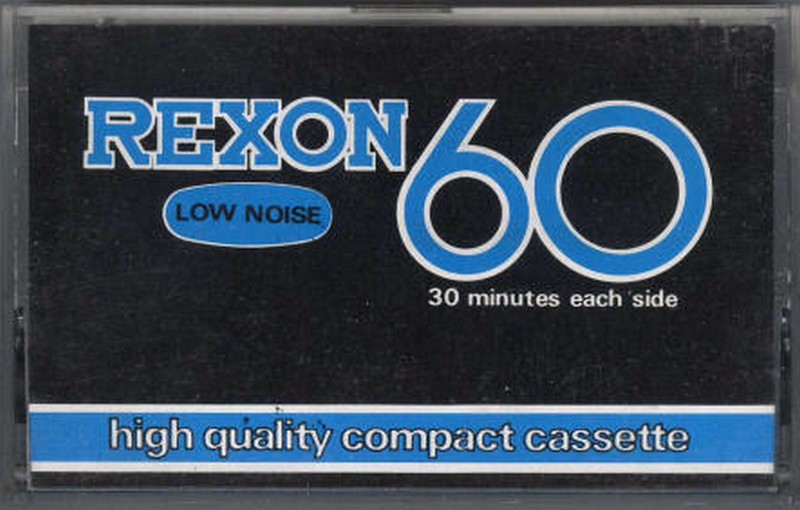 REXON 60
LOW NOISE
30 minutes each side
high quality compact cassette